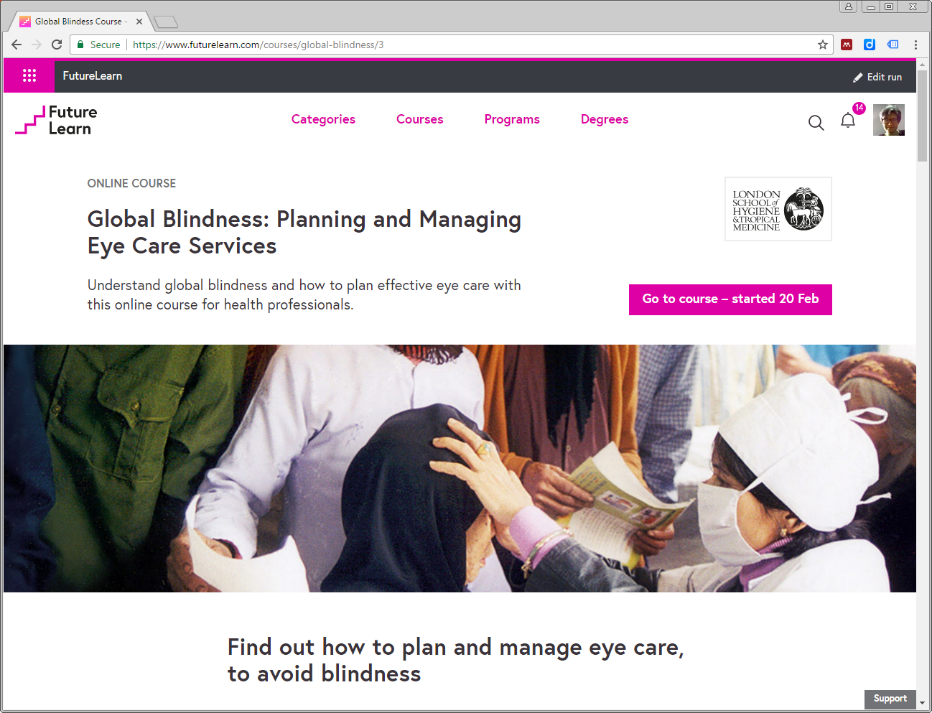 Global Blindess Course -
Secure
https://www.futurelearn.com/courses/global-blindness/3
FutureLearn
Edit run
Future
Learn
Categories
Courses
Programs
Degrees
14
ONLINE COURSE
Global Blindness: Planning and Managing
Eye Care Services
LONDON
SCHOOL of
HYGIENE
& TROPICAL
MEDICINE
Understand global blindness and how to plan effective eye care with
this online course for health professionals.
Go to course – started 20 Feb
Find out how to plan and manage eye care,
to avoid blindness
Support